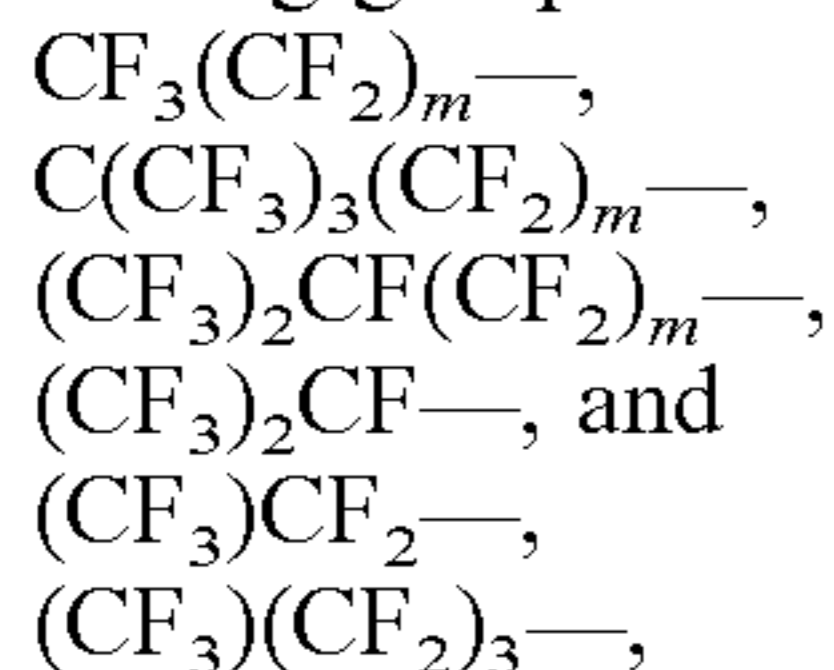 CF₃(CF₂)ₘ—,
C(CF₃)₃(CF₂)ₘ—,
(CF₃)₂CF(CF₂)ₘ—,
(CF₃)₂CF—, and
(CF₃)CF₂—,
(CF₃)(CF₂)₃—,